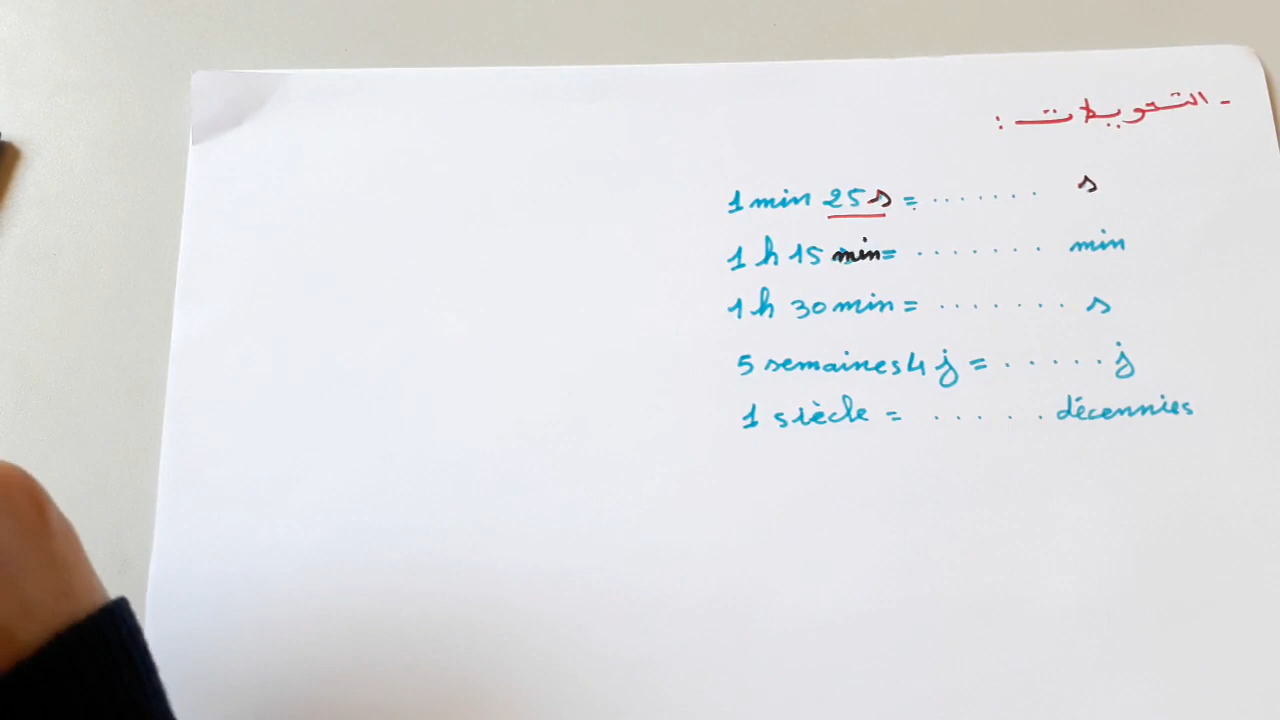 - التحويلات :
1 min 25 s = ....... s
1 h 15 min = ....... min
1 h 30 min = ....... s
5 semaines 4 j = ..... j
1 siècle = ..... décennies